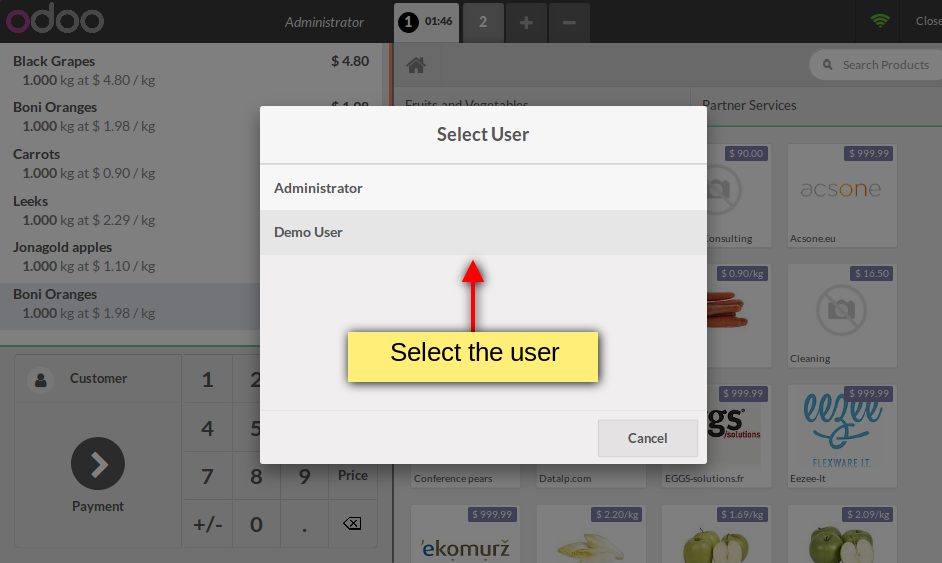 odoo
Administrator
1 01:46
2
Close
Black Grapes $ 4.80
1.000 kg at $ 4.80 / kg
Boni Oranges $ 1.98
1.000 kg at $ 1.98 / kg
Carrots
1.000 kg at $ 0.90 / kg
Leeks
1.000 kg at $ 2.29 / kg
Jonagold apples
1.000 kg at $ 1.10 / kg
Boni Oranges
1.000 kg at $ 1.98 / kg
Customer
Payment
1 2
4 5
7 8 9 Price
+/- 0 .
Search Products
Fruits and Vegetables
Partner Services
Select User
Administrator
Demo User
Select the user
Cancel
$ 90.00
Consulting
$ 999.99
acsone
Acsone.eu
$ 0.90/kg
$ 16.50
Cleaning
Conference pears
Datalp.com
$ 999.99
ggs
/solutions
EGGS-solutions.fr
$ 999.99
eezee
FLEXWARE I.T.
Eezee-It
$ 999.99
'ekomurž
$ 2.20/kg
$ 1.69/kg
$ 2.09/kg